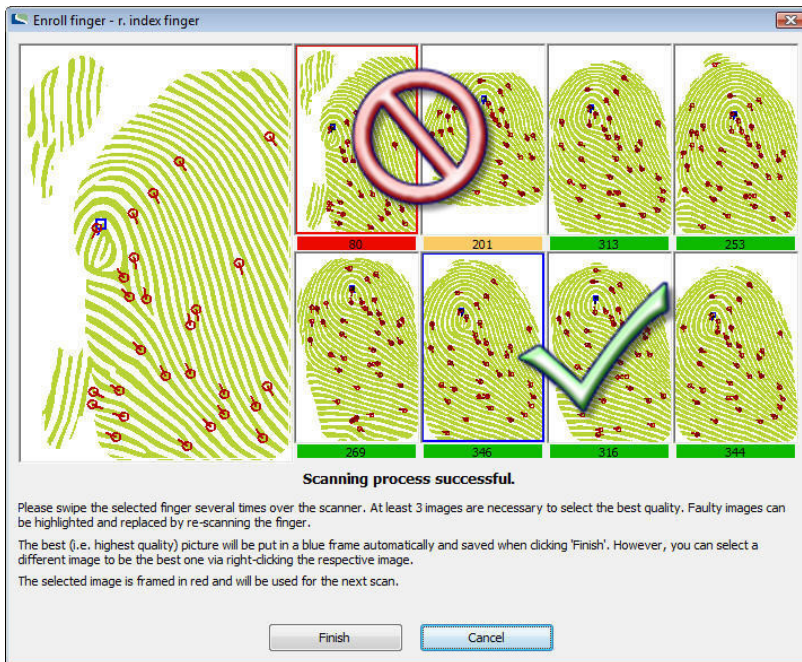 Enroll finger - r. index finger
80 201 313 253
269 346 316 344
Scanning process successful.
Please swipe the selected finger several times over the scanner. At least 3 images are necessary to select the best quality. Faulty images can
be highlighted and replaced by re-scanning the finger.
The best (i.e. highest quality) picture will be put in a blue frame automatically and saved when clicking 'Finish'. However, you can select a
different image to be the best one via right-clicking the respective image.
The selected image is framed in red and will be used for the next scan.
Finish Cancel